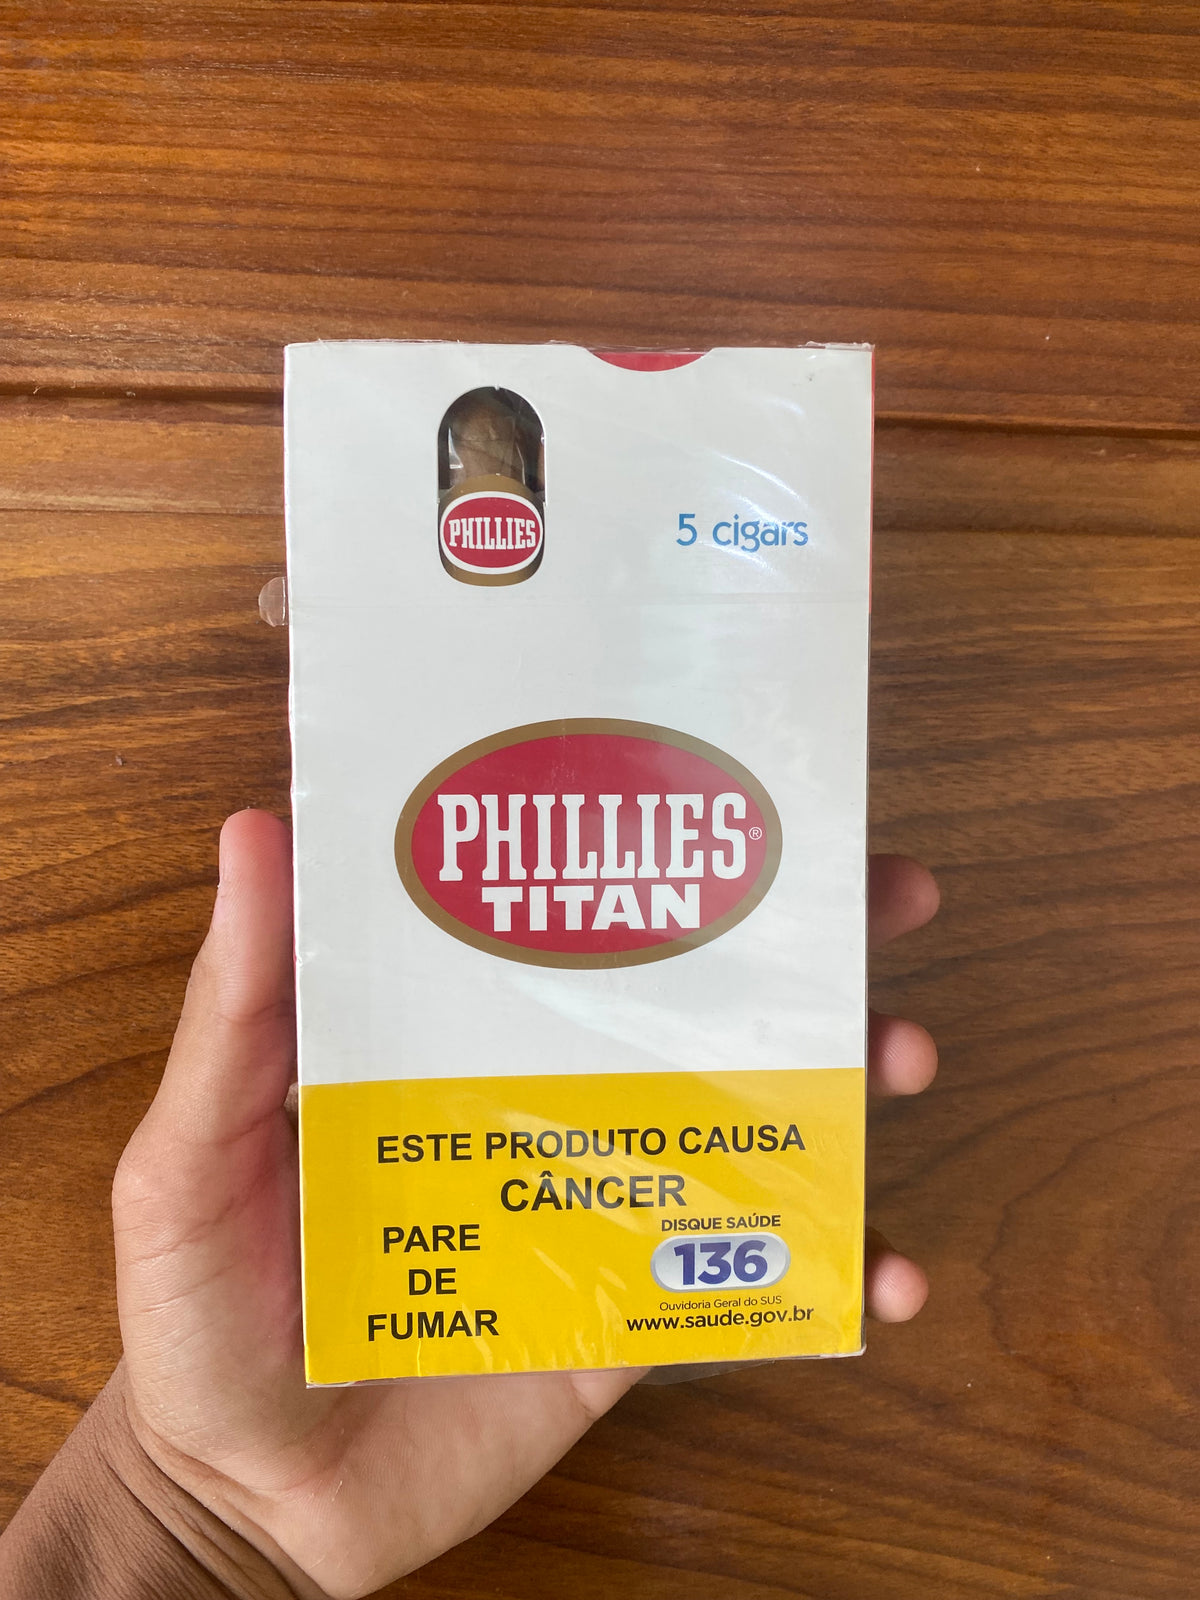 PHILLIES
5 cigars
PHILLIES®
TITAN
ESTE PRODUTO CAUSA
CÂNCER
PARE
DE
FUMAR
DISQUE SAÚDE
136
Ouvidoria Geral do SUS
www.saude.gov.br